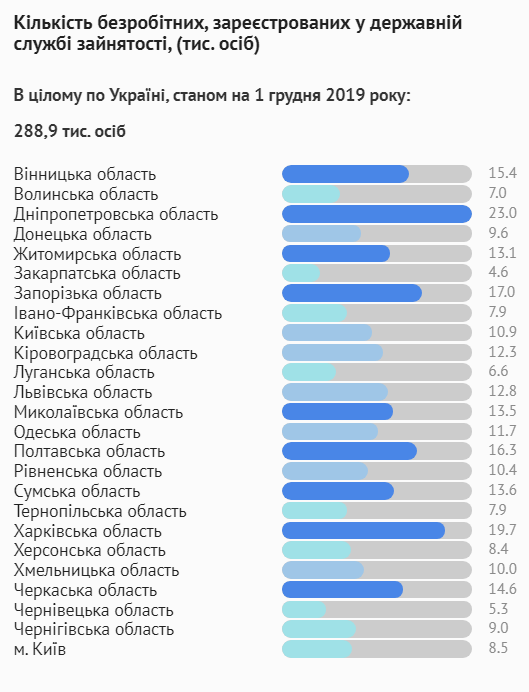 Кількість безробітних, зареєстрованих у державній
службі зайнятості, (тис. осіб)
В цілому по Україні, станом на 1 грудня 2019 року:
288,9 тис. осіб
Вінницька область 15.4
Волинська область 7.0
Дніпропетровська область 23.0
Донецька область 9.6
Житомирська область 13.1
Закарпатська область 4.6
Запорізька область 17.0
Івано-Франківська область 7.9
Київська область 10.9
Кіровоградська область 12.3
Луганська область 6.6
Львівська область 12.8
Миколаївська область 13.5
Одеська область 11.7
Полтавська область 16.3
Рівненська область 10.4
Сумська область 13.6
Тернопільська область 7.9
Харківська область 19.7
Херсонська область 8.4
Хмельницька область 10.0
Черкаська область 14.6
Чернівецька область 5.3
Чернігівська область 9.0
м. Київ 8.5